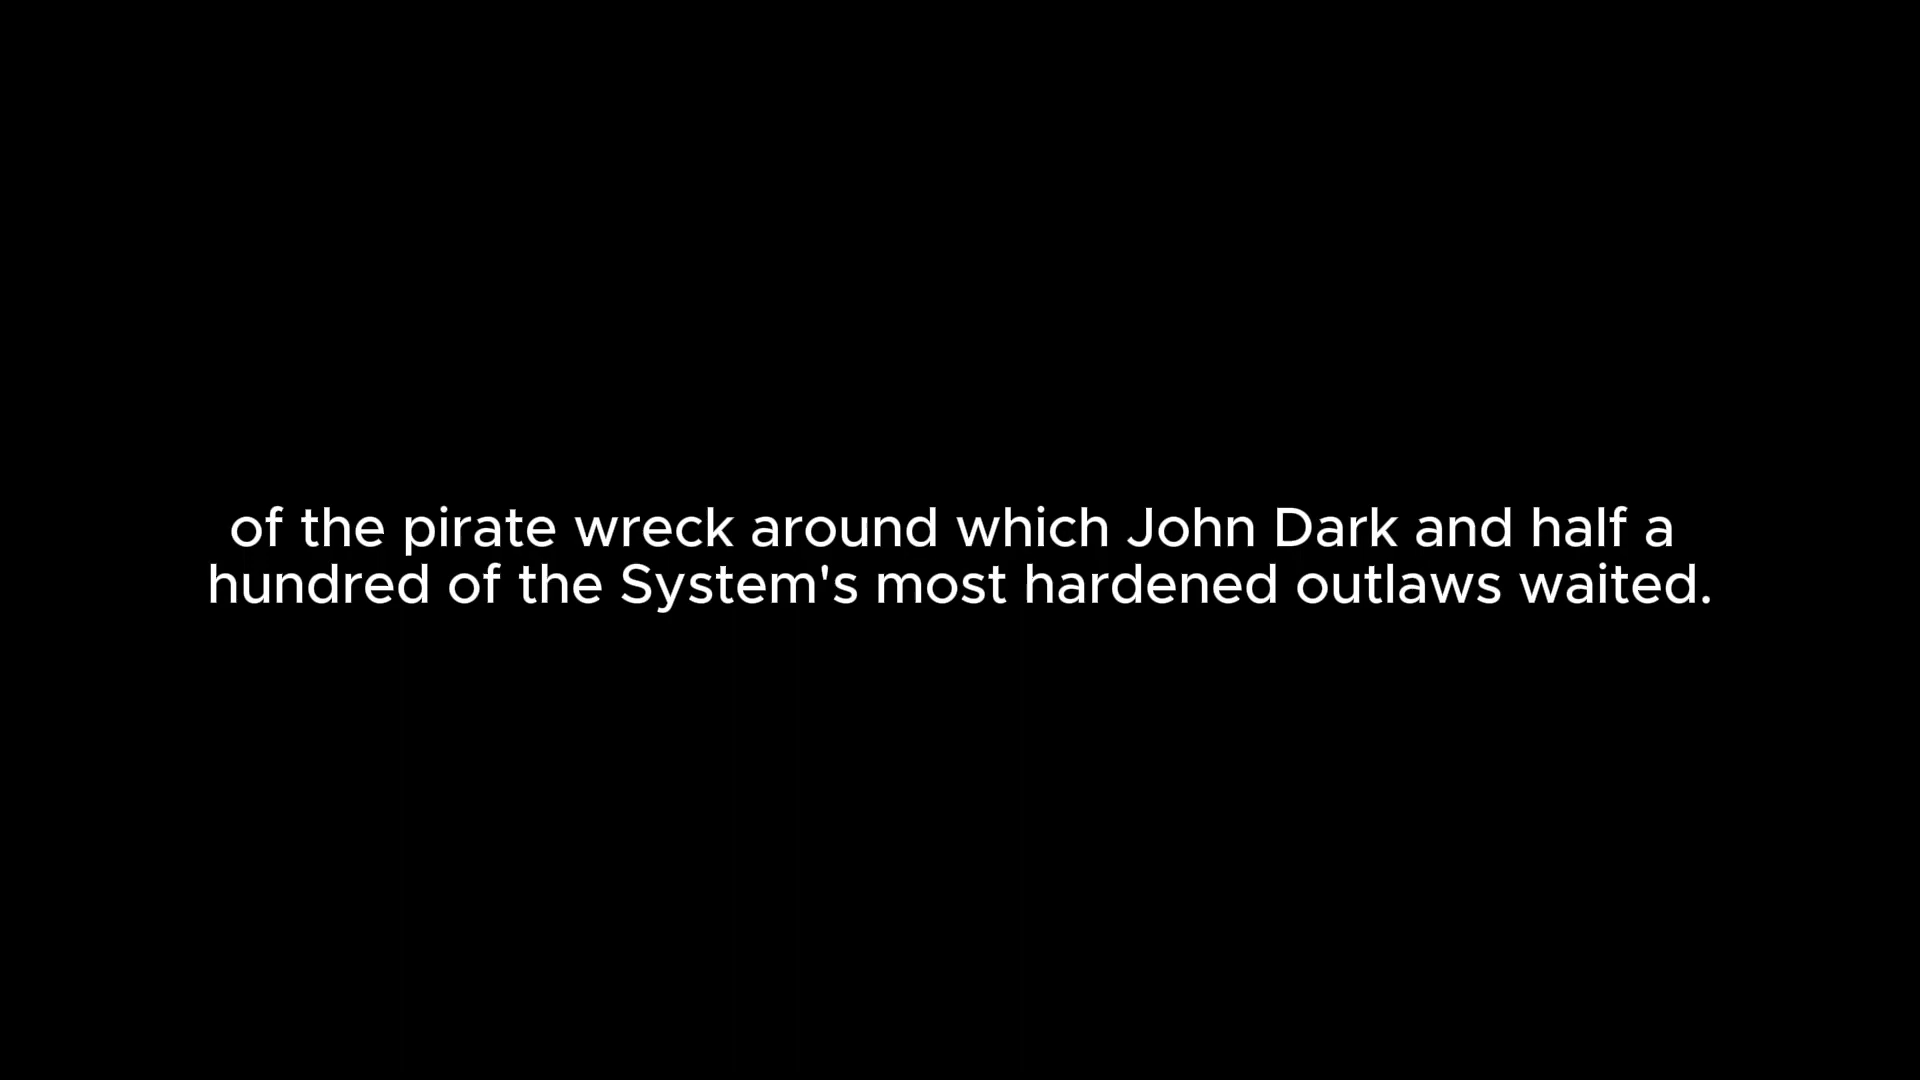 of the pirate wreck around which John Dark and half a
hundred of the System's most hardened outlaws waited.